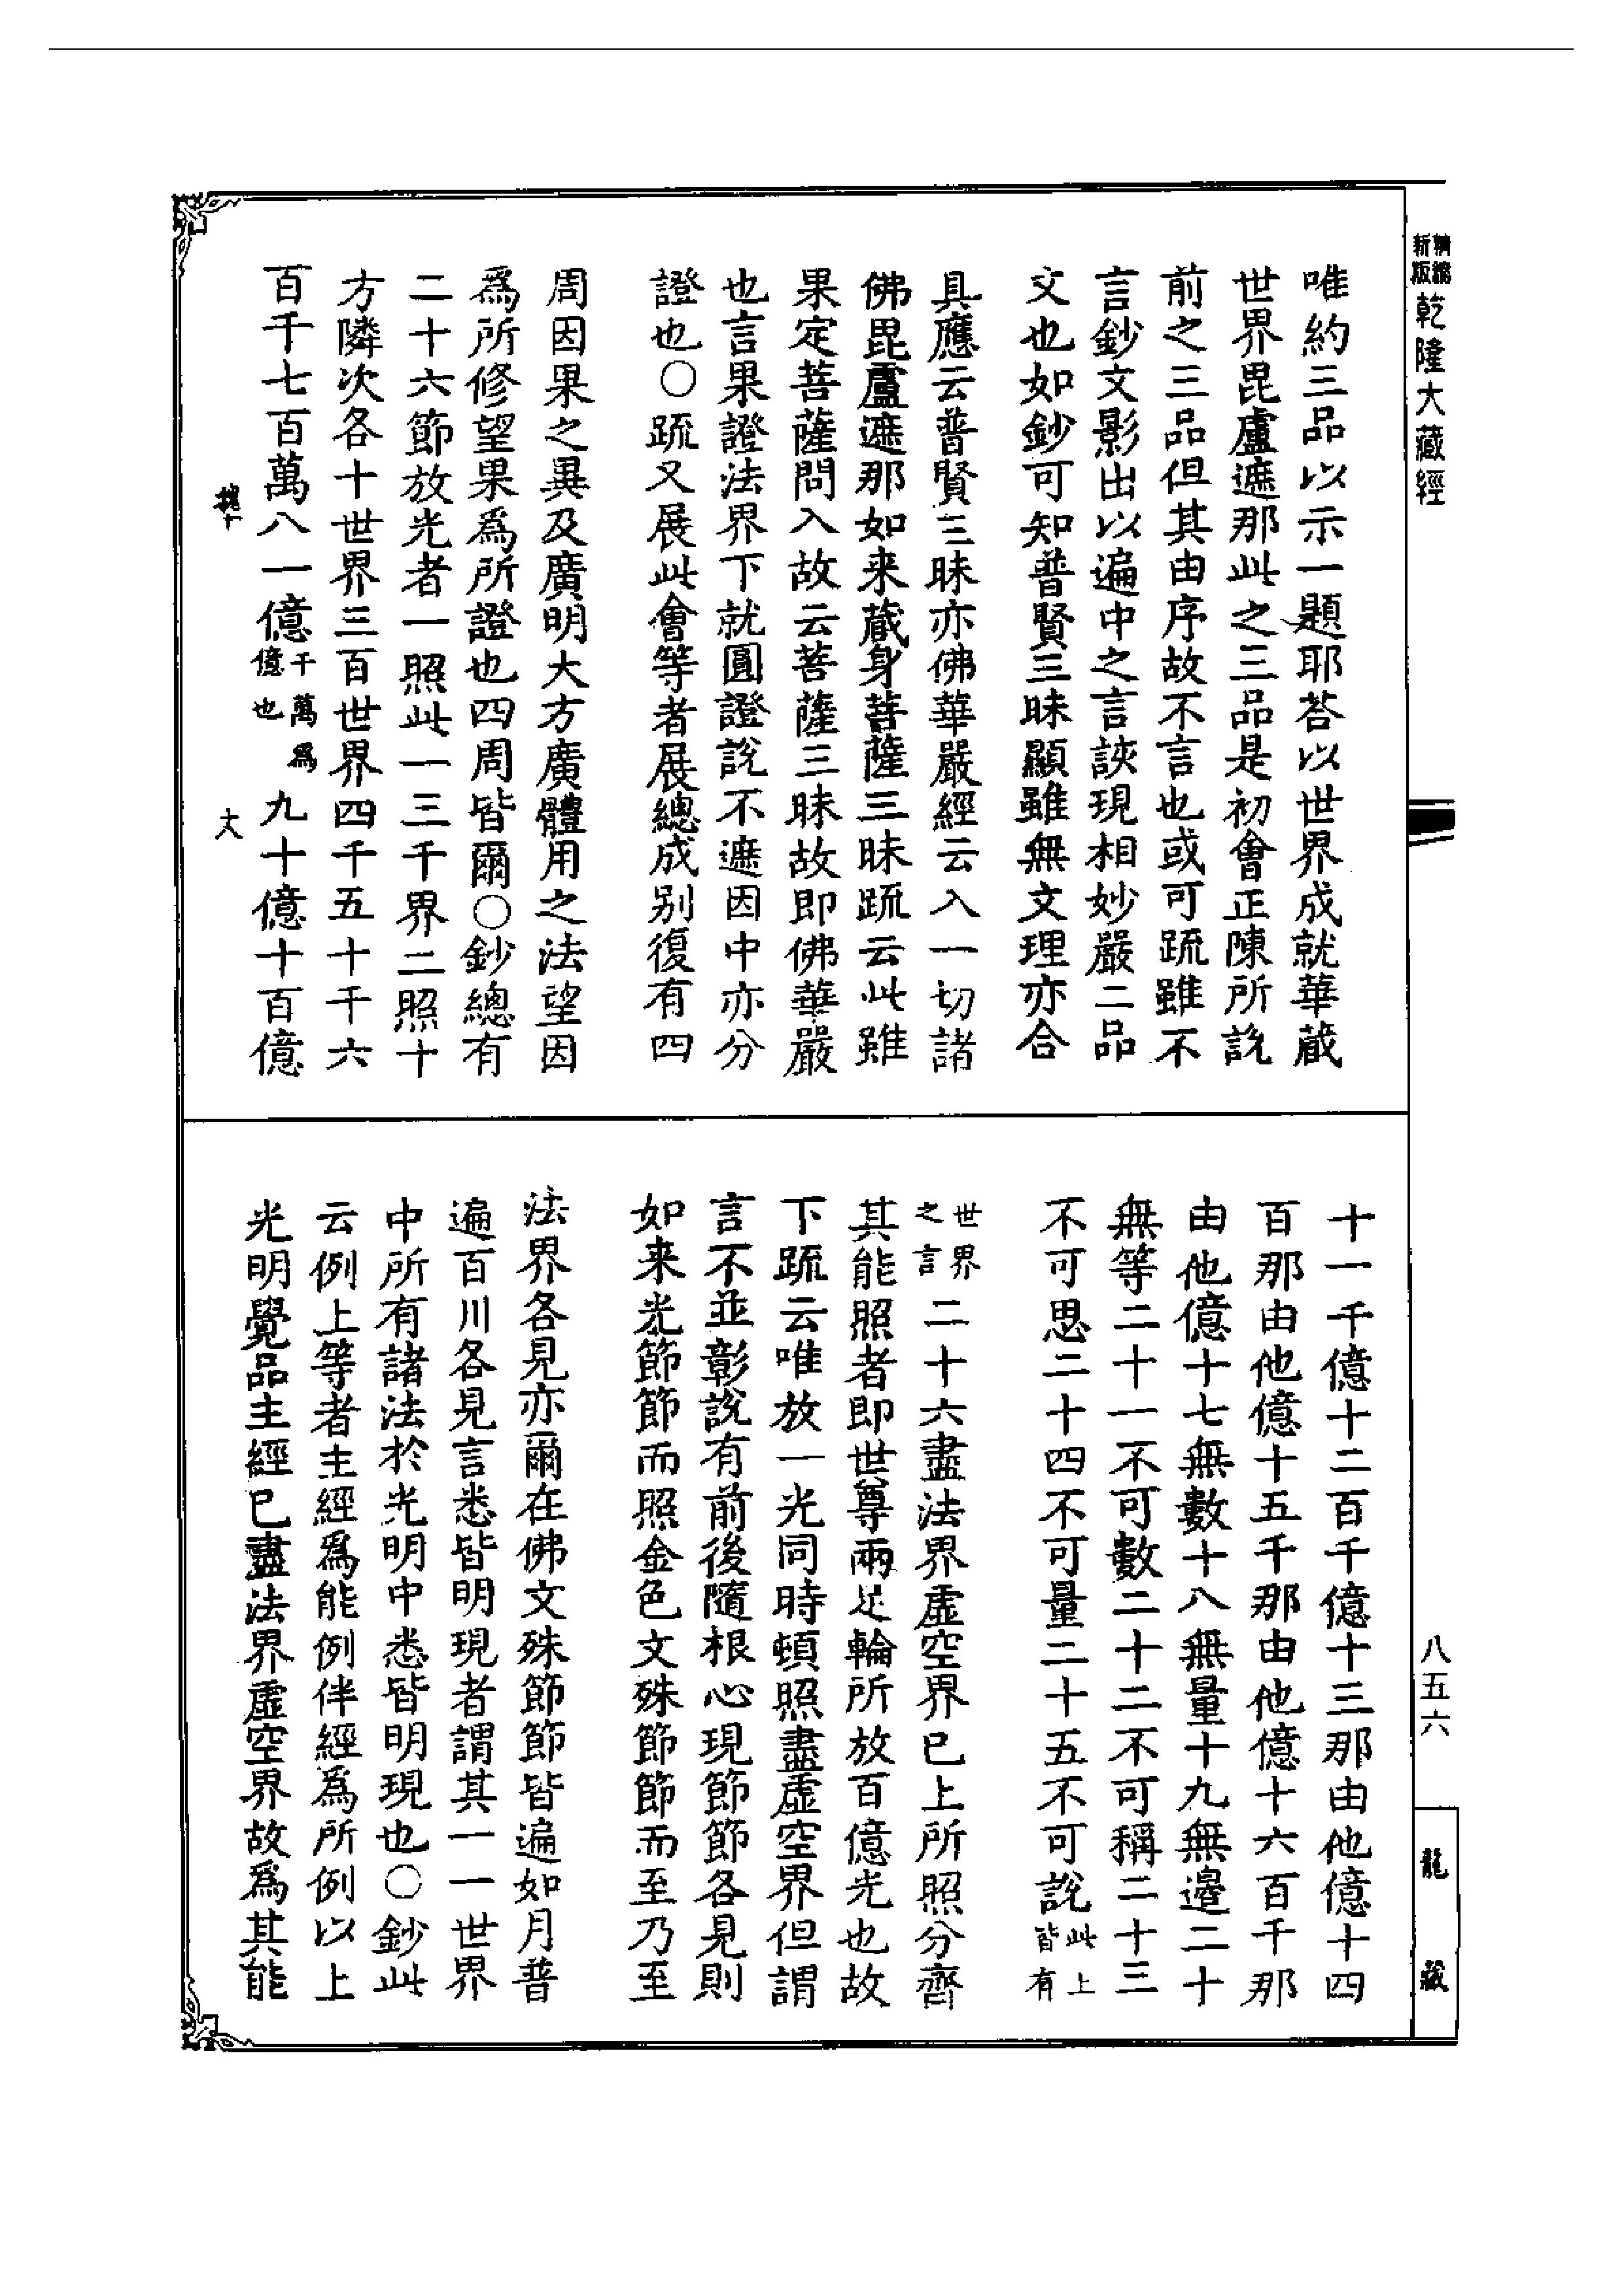 新版 精縮
乾隆大藏經
唯約三品以示一題耶荅以世界成就華藏
世界毘盧遮那此之三品是初會正陳所說
前之三品但其由序故不言也或可䟽雖不
言鈔文影出以遍中之言該現相妙嚴二品
文也如鈔可知普賢三昧顯雖無文理亦合
具應云普賢三昧亦佛華嚴經云入一切諸
佛毘盧遮那如来藏身菩薩三昧䟽云此雖
果定菩薩問入故云菩薩三昧故即佛華嚴
也言果證法界下就圓證說不遮因中亦分
證也○䟽又展此會等者展總成別復有四
周因果之異及廣明大方廣體用之法望因
為所修望果為所證也四周皆爾○鈔總有
二十六節放光者一照此一三千界二照十
方隣次各十世界三百世界四千五十千六
百千七百萬八一億千萬為億也九十億十百億
十一千億十二百千億十三那由他億十四
百那由他億十五千那由他億十六百千那
由他億十七無數十八無量十九無邊二十
無等二十一不可數二十二不可稱二十三
不可思二十四不可量二十五不可說此上皆有
世界之言二十六盡法界虛空界已上所照分齊
其能照者即世尊兩足輪所放百億光也故
下䟽云唯放一光同時頓照盡虛空界但謂
言不並彰說有前後隨根心現節節各見則
如来光節節而照金色文殊節節而至乃至
法界各見亦爾在佛文殊節節皆遍如月普
遍百川各見言悉皆明現者謂其一一世界
中所有諸法於光明中悉皆明現也○鈔此
云例上等者主經為能例伴經為所例以上
光明覺品主經已盡法界虛空界故為其能
八五六
龍藏